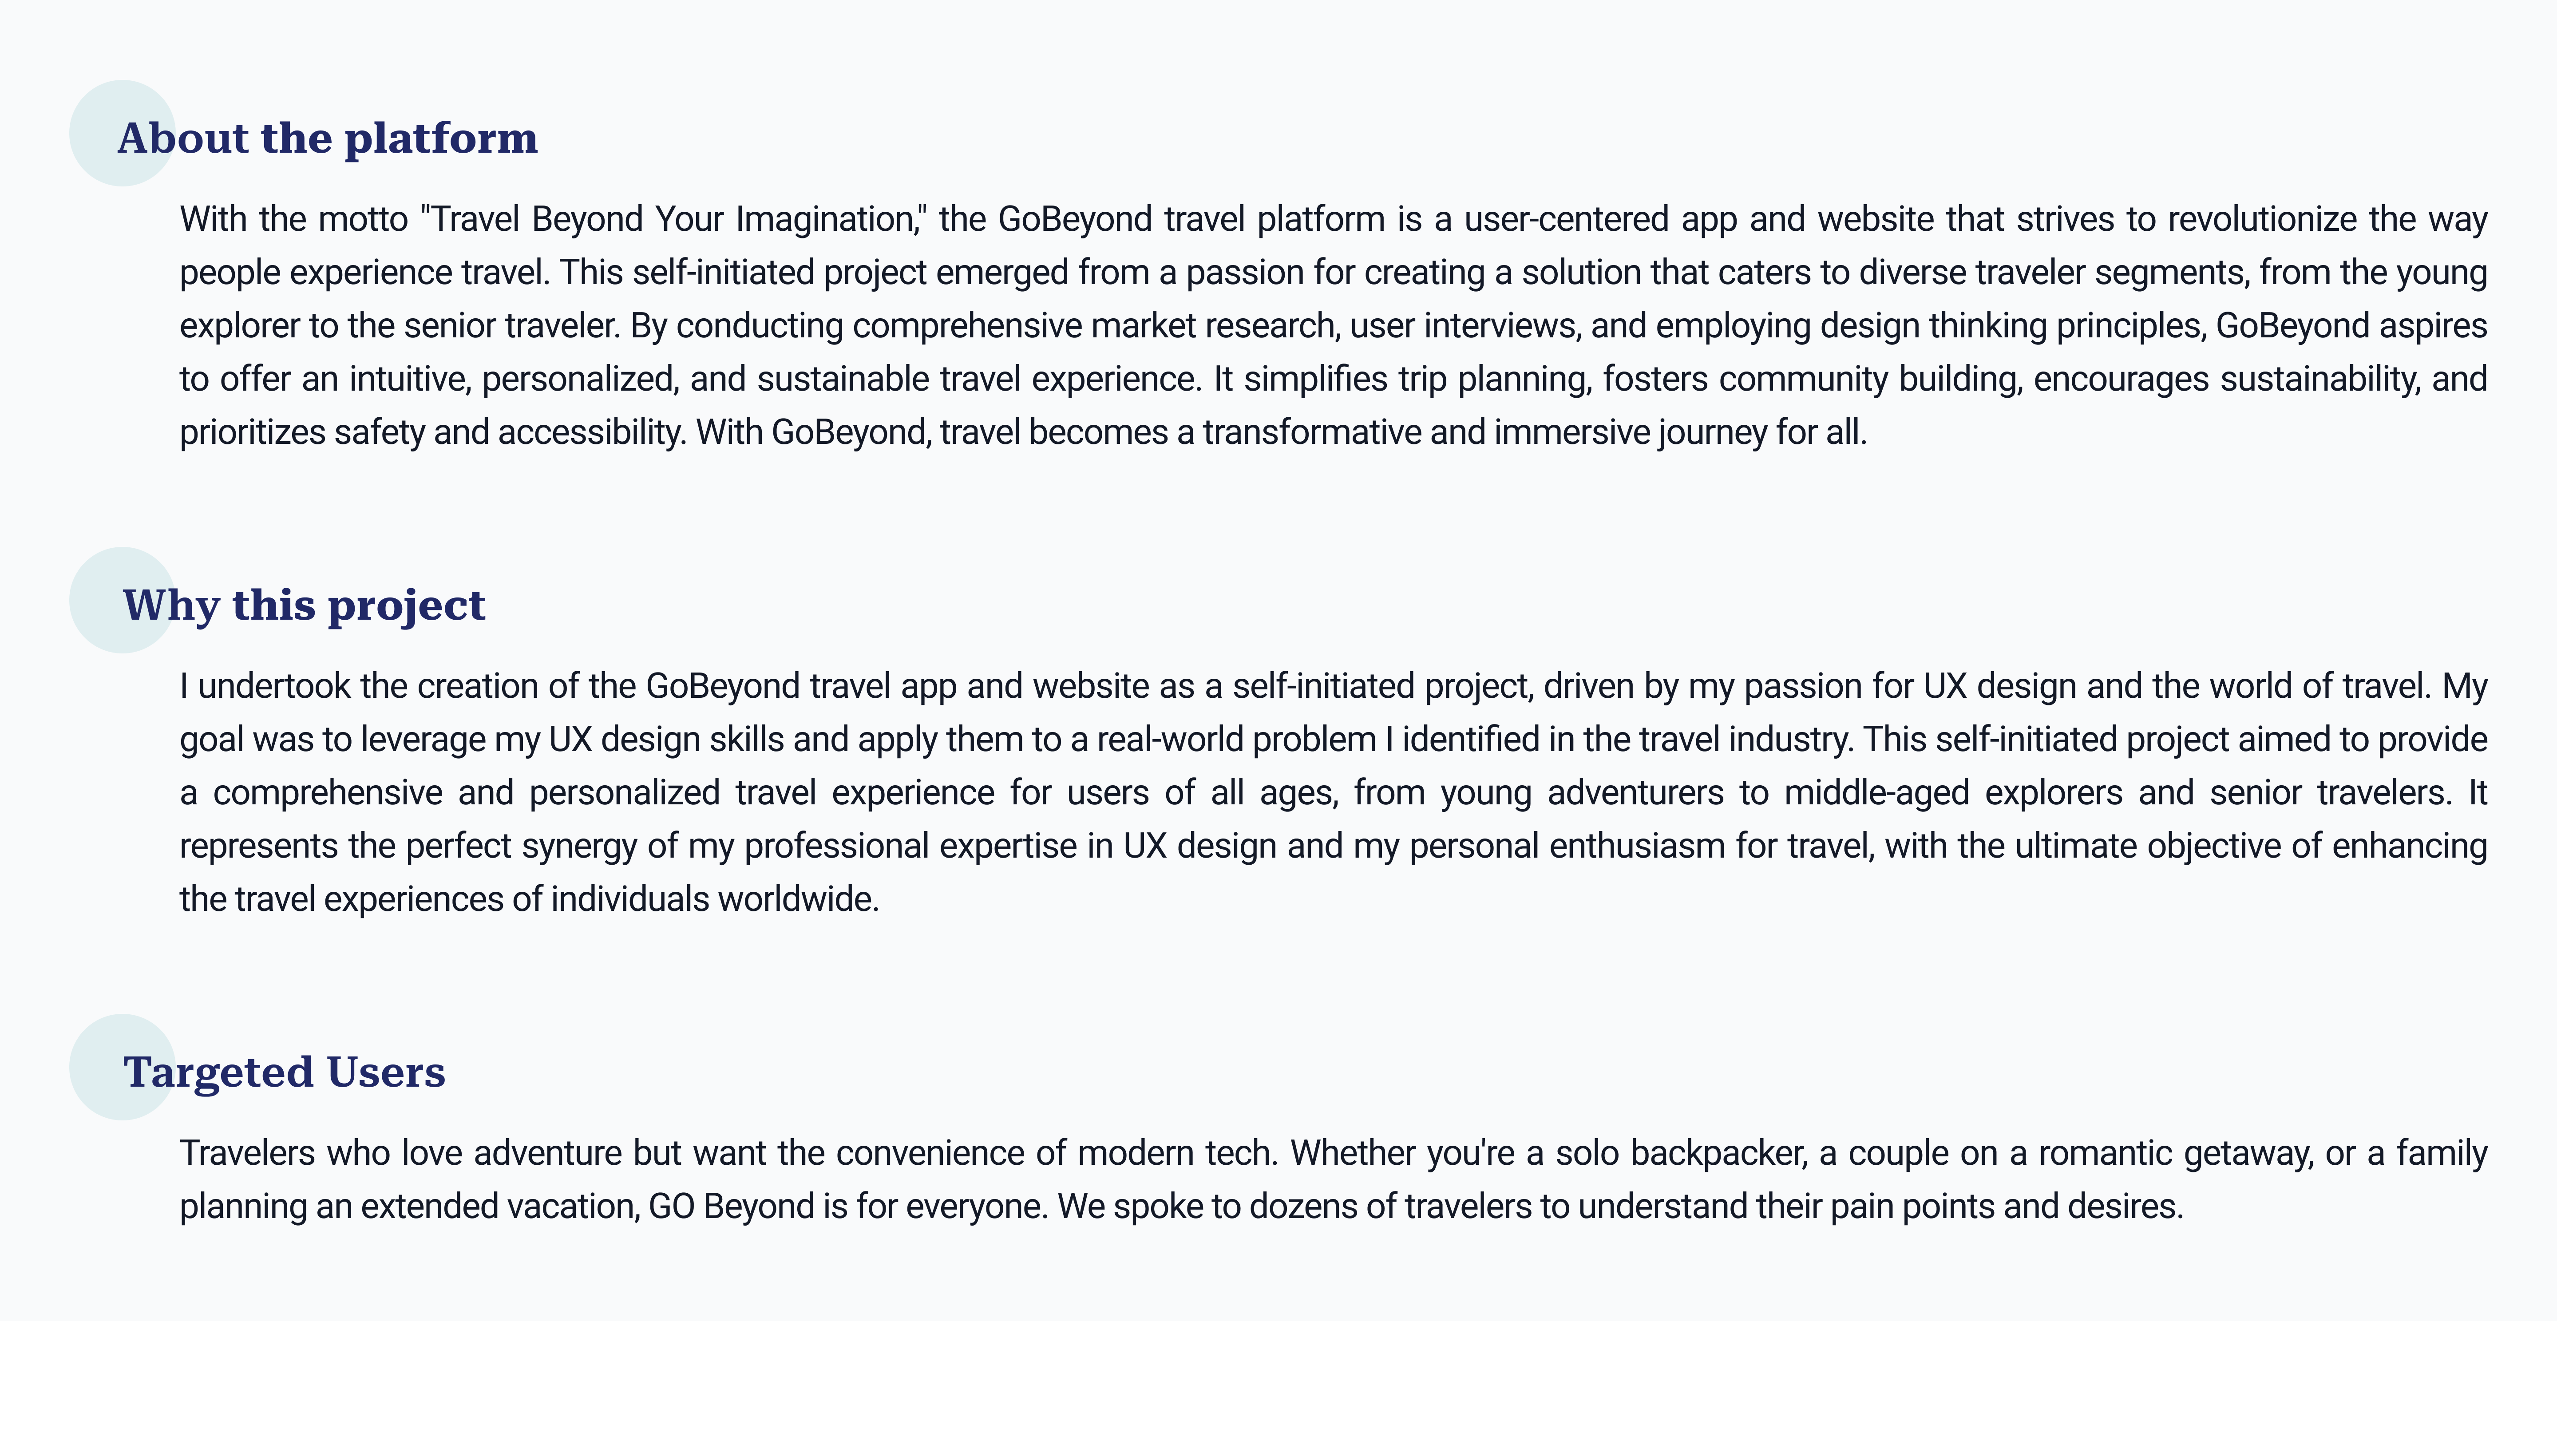 About the platform
With the motto "Travel Beyond Your Imagination," the GoBeyond travel platform is a user-centered app and website that strives to revolutionize the way
people experience travel. This self-initiated project emerged from a passion for creating a solution that caters to diverse traveler segments, from the young
explorer to the senior traveler. By conducting comprehensive market research, user interviews, and employing design thinking principles, GoBeyond aspires
to offer an intuitive, personalized, and sustainable travel experience. It simplifies trip planning, fosters community building, encourages sustainability, and
prioritizes safety and accessibility. With GoBeyond, travel becomes a transformative and immersive journey for all.
Why this project
I undertook the creation of the GoBeyond travel app and website as a self-initiated project, driven by my passion for UX design and the world of travel. My
goal was to leverage my UX design skills and apply them to a real-world problem I identified in the travel industry. This self-initiated project aimed to provide
a comprehensive and personalized travel experience for users of all ages, from young adventurers to middle-aged explorers and senior travelers. It
represents the perfect synergy of my professional expertise in UX design and my personal enthusiasm for travel, with the ultimate objective of enhancing
the travel experiences of individuals worldwide.
Targeted Users
Travelers who love adventure but want the convenience of modern tech. Whether you're a solo backpacker, a couple on a romantic getaway, or a family
planning an extended vacation, GO Beyond is for everyone. We spoke to dozens of travelers to understand their pain points and desires.